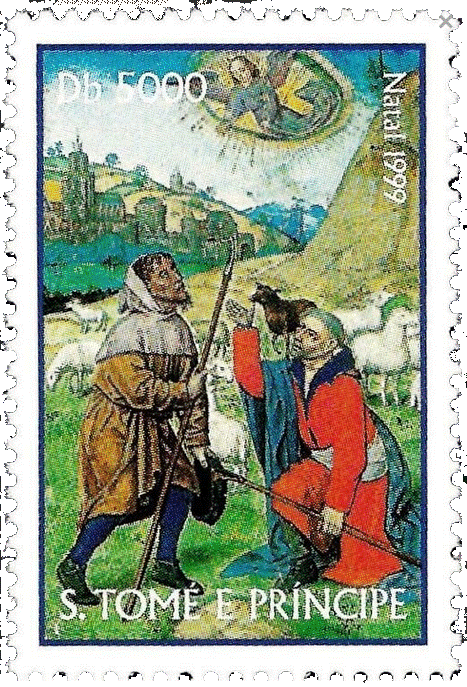 Db 5000
Natal 1999
S. TOMÉ E PRÍNCIPE